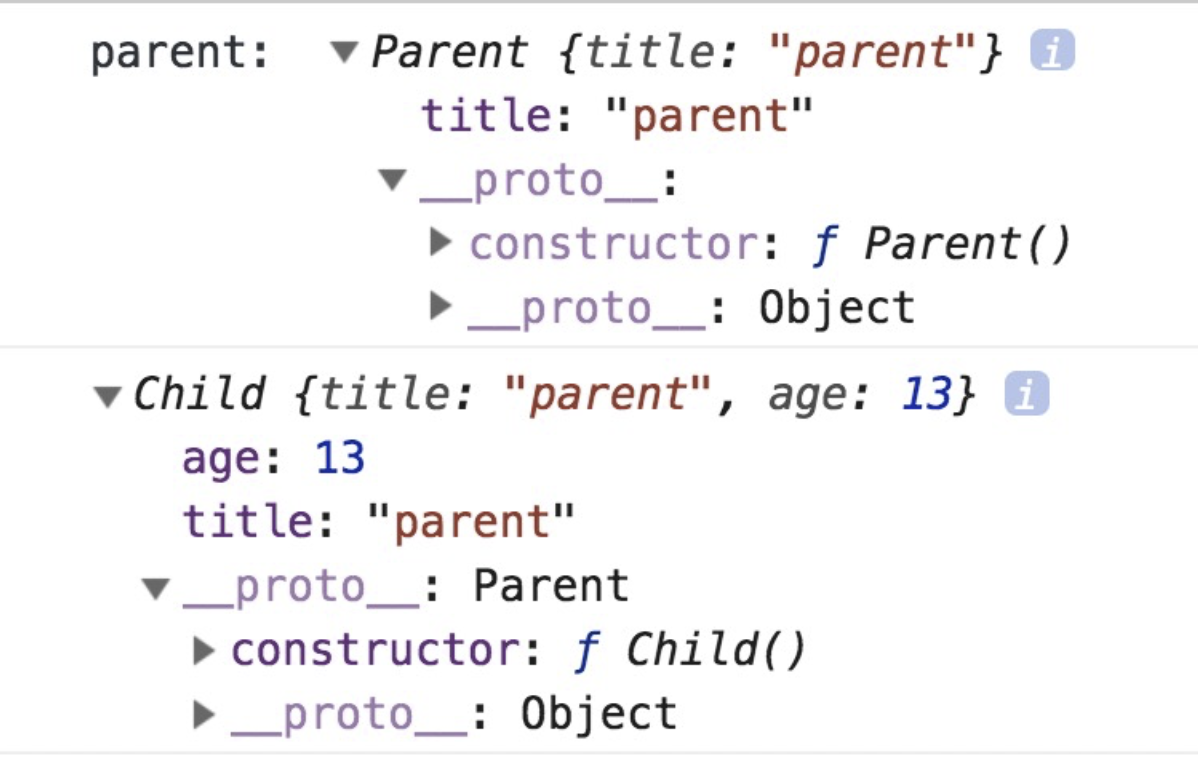 parent: ▼Parent {title: "parent"} i
title: "parent"
▼__proto__:
▶constructor: ƒ Parent()
▶__proto__: Object
▼Child {title: "parent", age: 13} i
age: 13
title: "parent"
▼__proto__: Parent
▶constructor: ƒ Child()
▶__proto__: Object